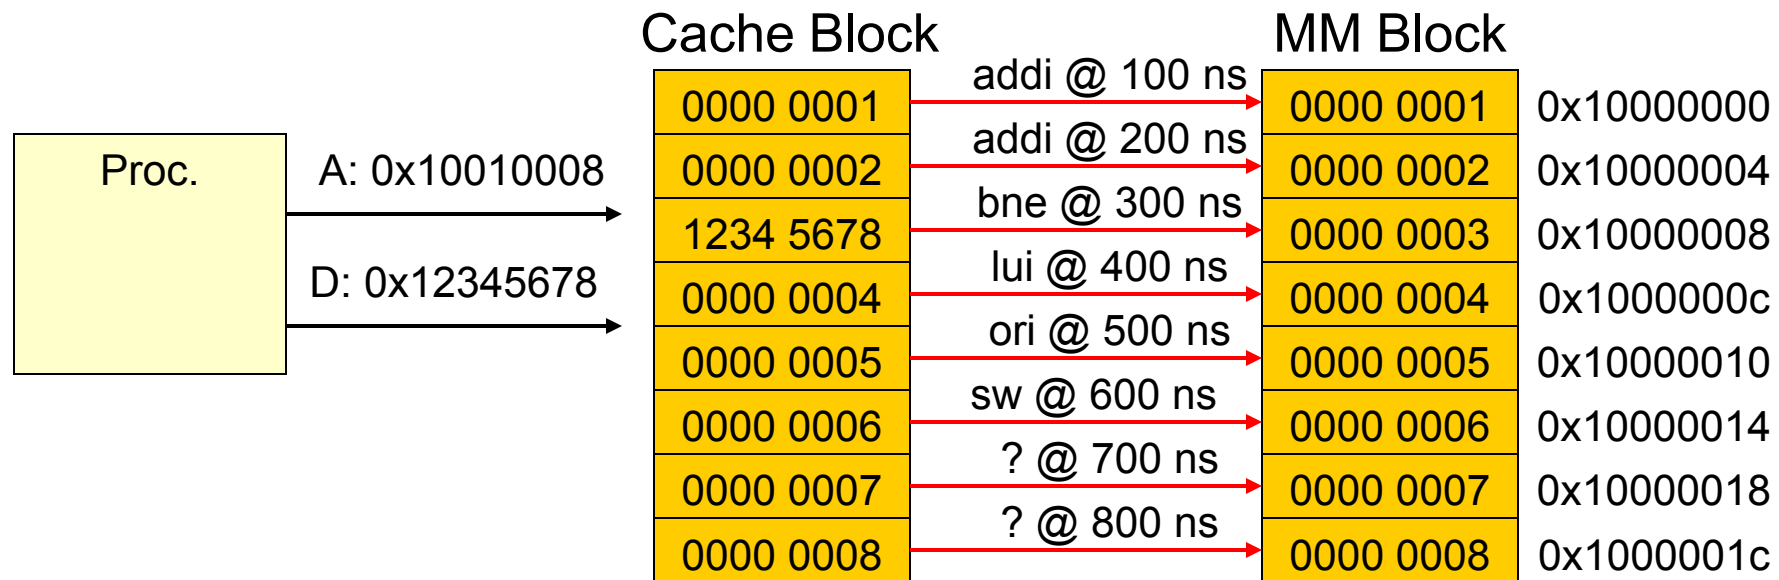 Cache Block
MM Block
Proc.
A: 0x10010008
D: 0x12345678
0000 0001
addi @ 100 ns
0000 0001
0x10000000
0000 0002
addi @ 200 ns
0000 0002
0x10000004
1234 5678
bne @ 300 ns
0000 0003
0x10000008
0000 0004
lui @ 400 ns
0000 0004
0x1000000c
0000 0005
ori @ 500 ns
0000 0005
0x10000010
0000 0006
sw @ 600 ns
0000 0006
0x10000014
0000 0007
? @ 700 ns
0000 0007
0x10000018
0000 0008
? @ 800 ns
0000 0008
0x1000001c